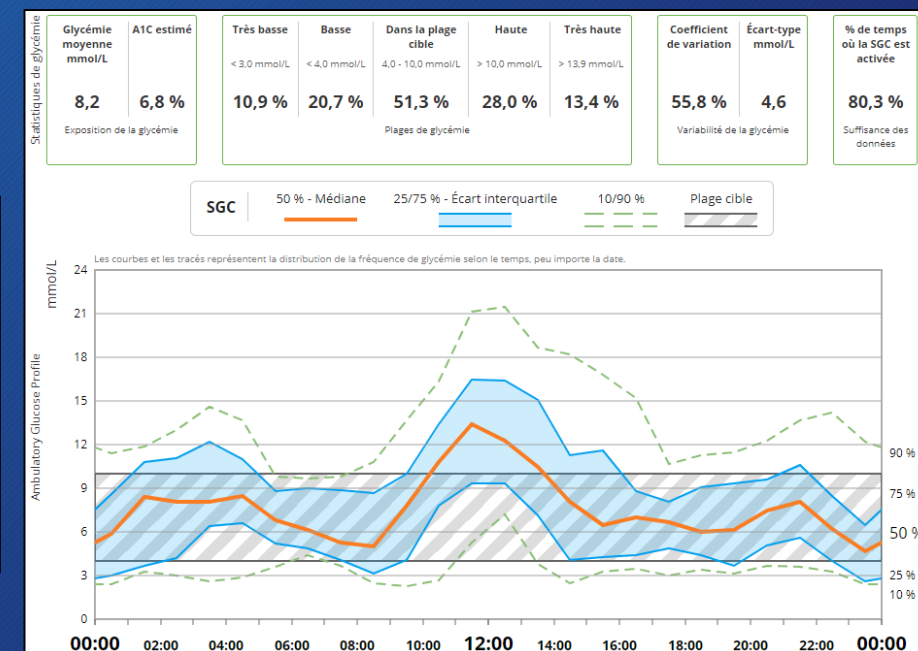 Statistiques de glycémie
Glycémie moyenne mmol/L
8,2
A1C estimé
6,8 %
Exposition de la glycémie
Très basse
< 3,0 mmol/L
10,9 %
Basse
< 4,0 mmol/L
20,7 %
Dans la plage cible
4,0 - 10,0 mmol/L
51,3 %
Haute
> 10,0 mmol/L
28,0 %
Très haute
> 13,9 mmol/L
13,4 %
Plages de glycémie
Coefficient de variation
55,8 %
Écart-type mmol/L
4,6
Variabilité de la glycémie
% de temps où la SGC est activée
80,3 %
Suffisance des données
SGC
50 % - Médiane
25/75 % - Écart interquartile
10/90 %
Plage cible
Les courbes et les tracés représentent la distribution de la fréquence de glycémie selon le temps, peu importe la date.
mmol/L
Ambulatory Glucose Profile
24
21
18
15
12
9
6
3
0
90 %
75 %
50 %
25 %
10 %
00:00 02:00 04:00 06:00 08:00 10:00 12:00 14:00 16:00 18:00 20:00 22:00 00:00